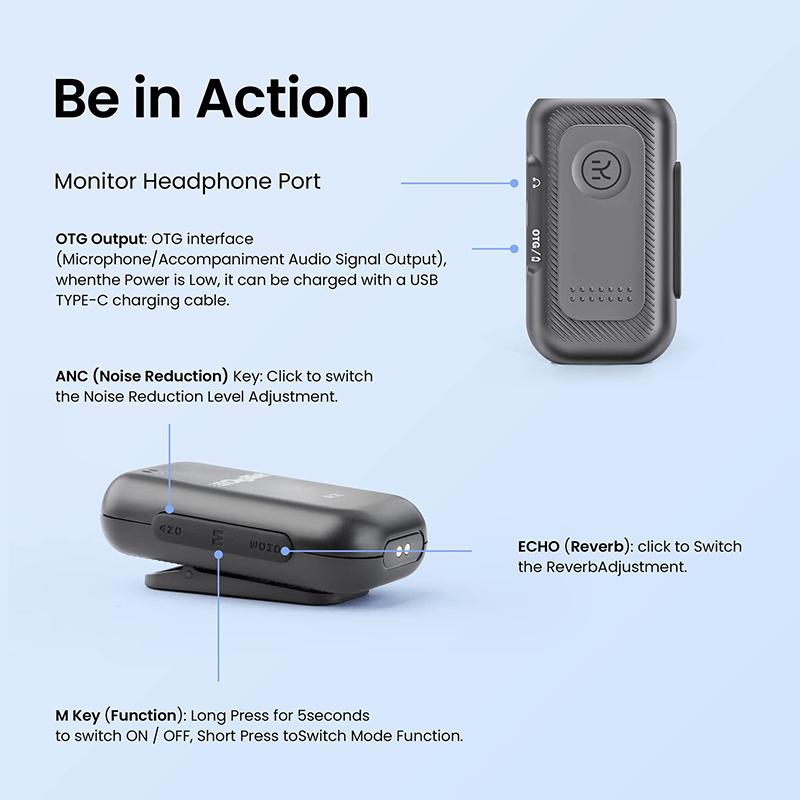 Be in Action
Monitor Headphone Port
OTG Output: OTG interface
(Microphone/Accompaniment Audio Signal Output),
whenthe Power is Low, it can be charged with a USB
TYPE-C charging cable.
OTG/
ANC (Noise Reduction) Key: Click to switch
the Noise Reduction Level Adjustment.
RX
ANC
ECHO (Reverb): click to Switch
the ReverbAdjustment.
M Key (Function): Long Press for 5seconds
to switch ON / OFF, Short Press toSwitch Mode Function.